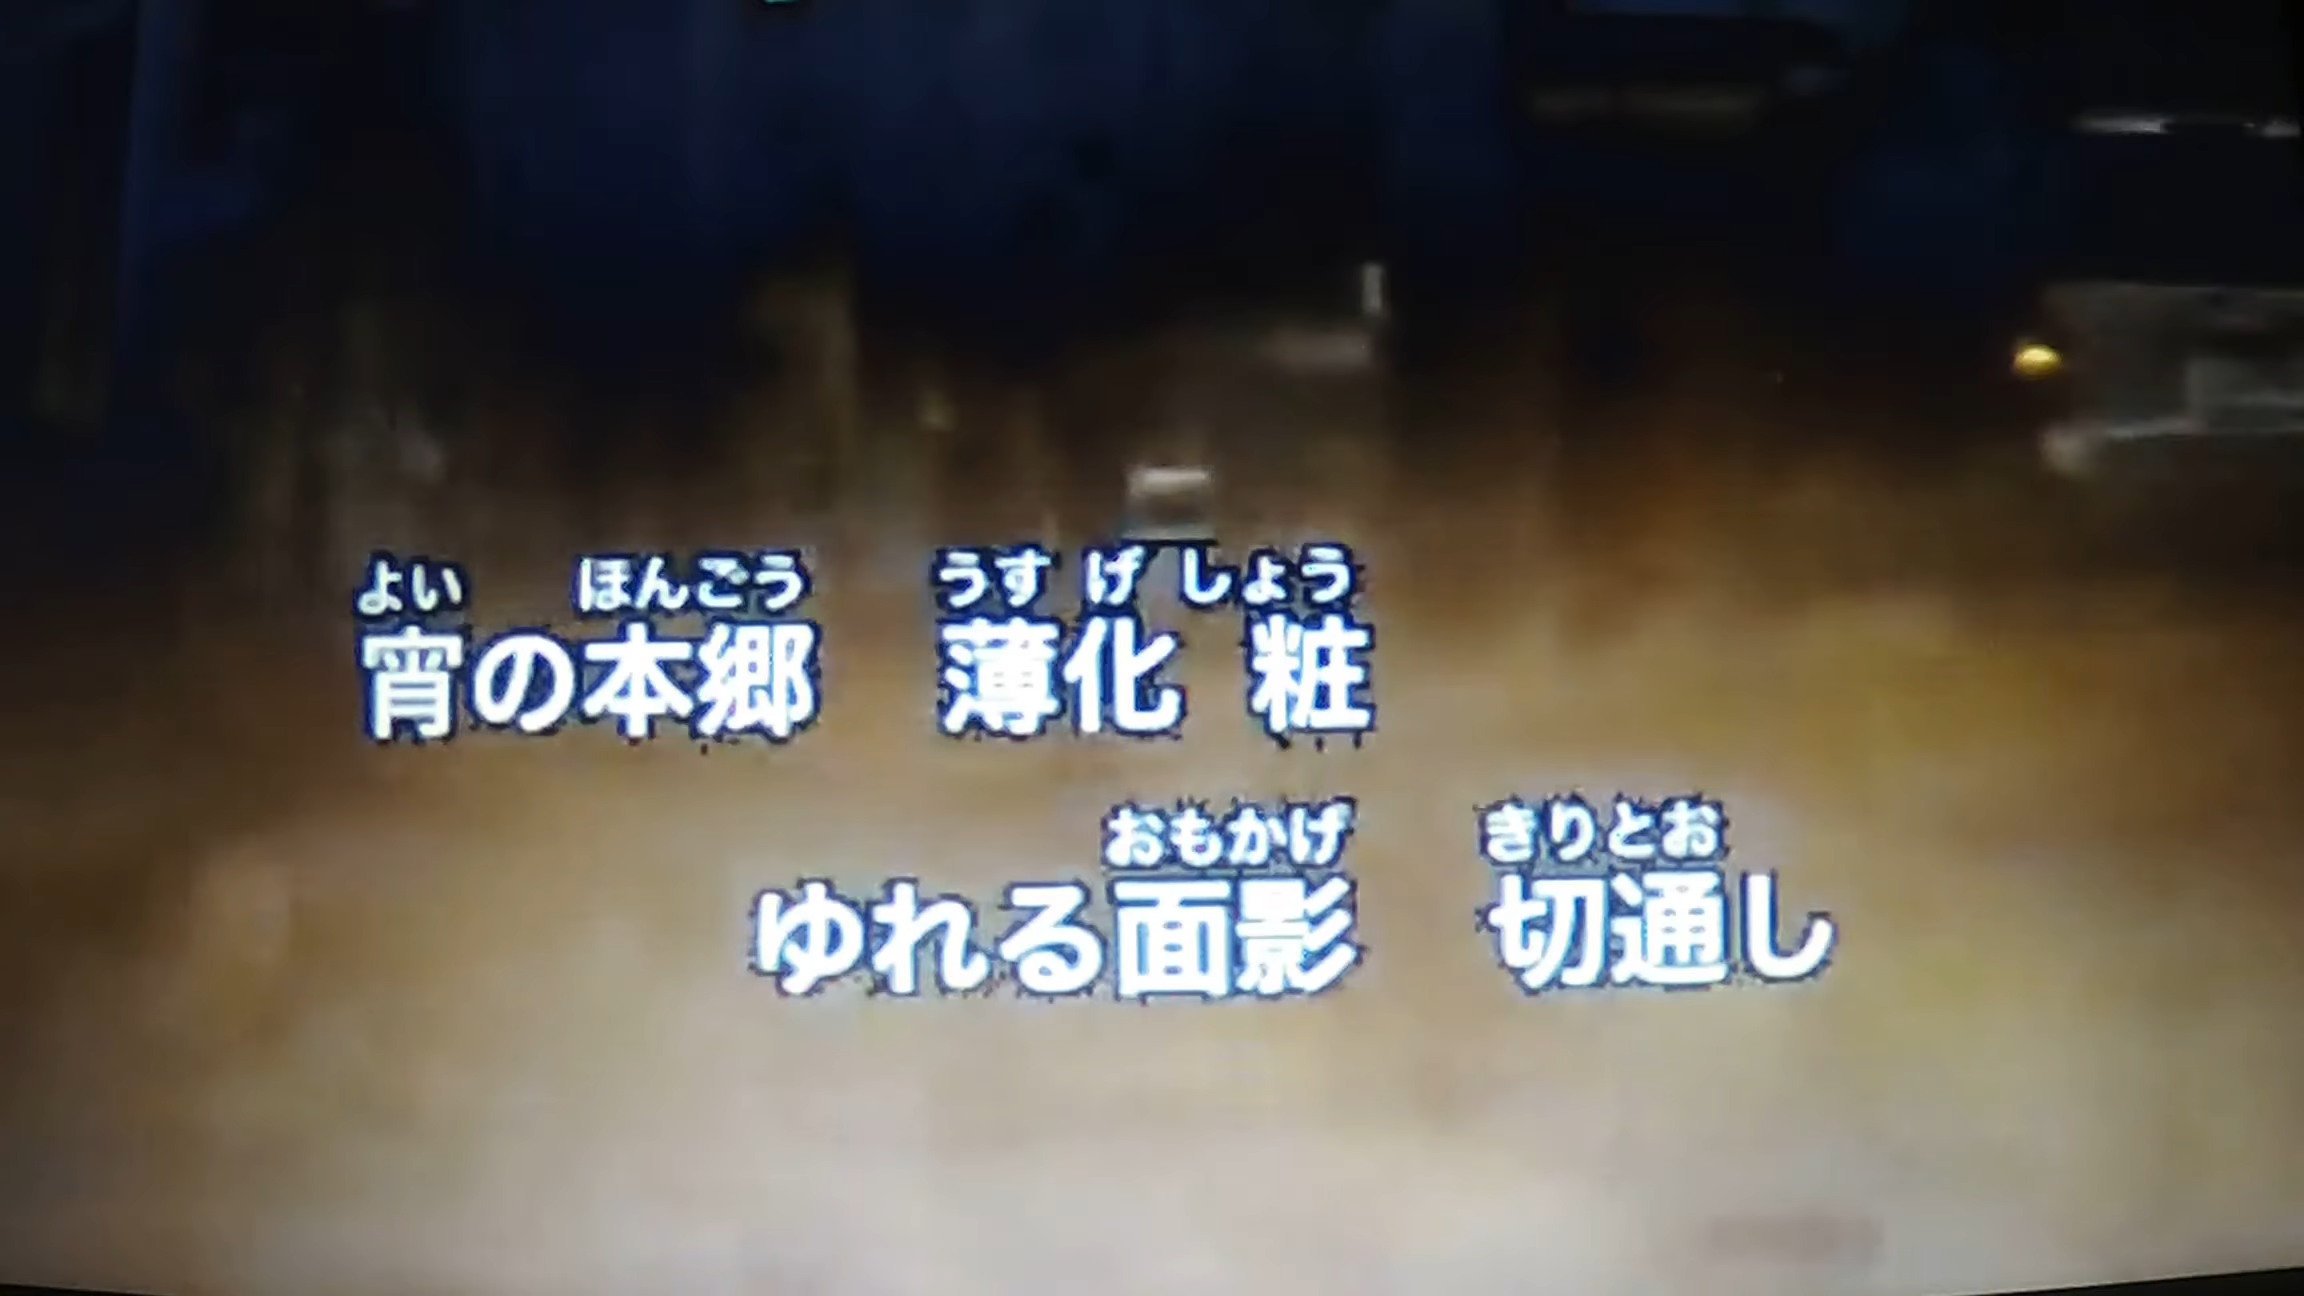 よい ほんごう うす げ しょう
宵の本郷 薄化粧
おもかげ きりとお
ゆれる面影 切通し